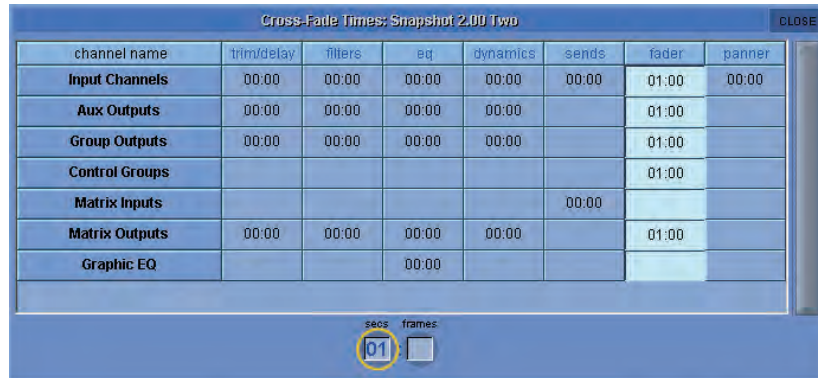 Cross-Fade Times: Snapshot 2.00 Two CLOSE
channel name trim/delay filters eq dynamics sends fader panner
Input Channels 00:00 00:00 00:00 00:00 00:00 01:00 00:00
Aux Outputs 00:00 00:00 00:00 00:00 01:00
Group Outputs 00:00 00:00 00:00 00:00 01:00
Control Groups 01:00
Matrix Inputs 00:00
Matrix Outputs 00:00 00:00 00:00 00:00 01:00
Graphic EQ 00:00
secs frames
01 :